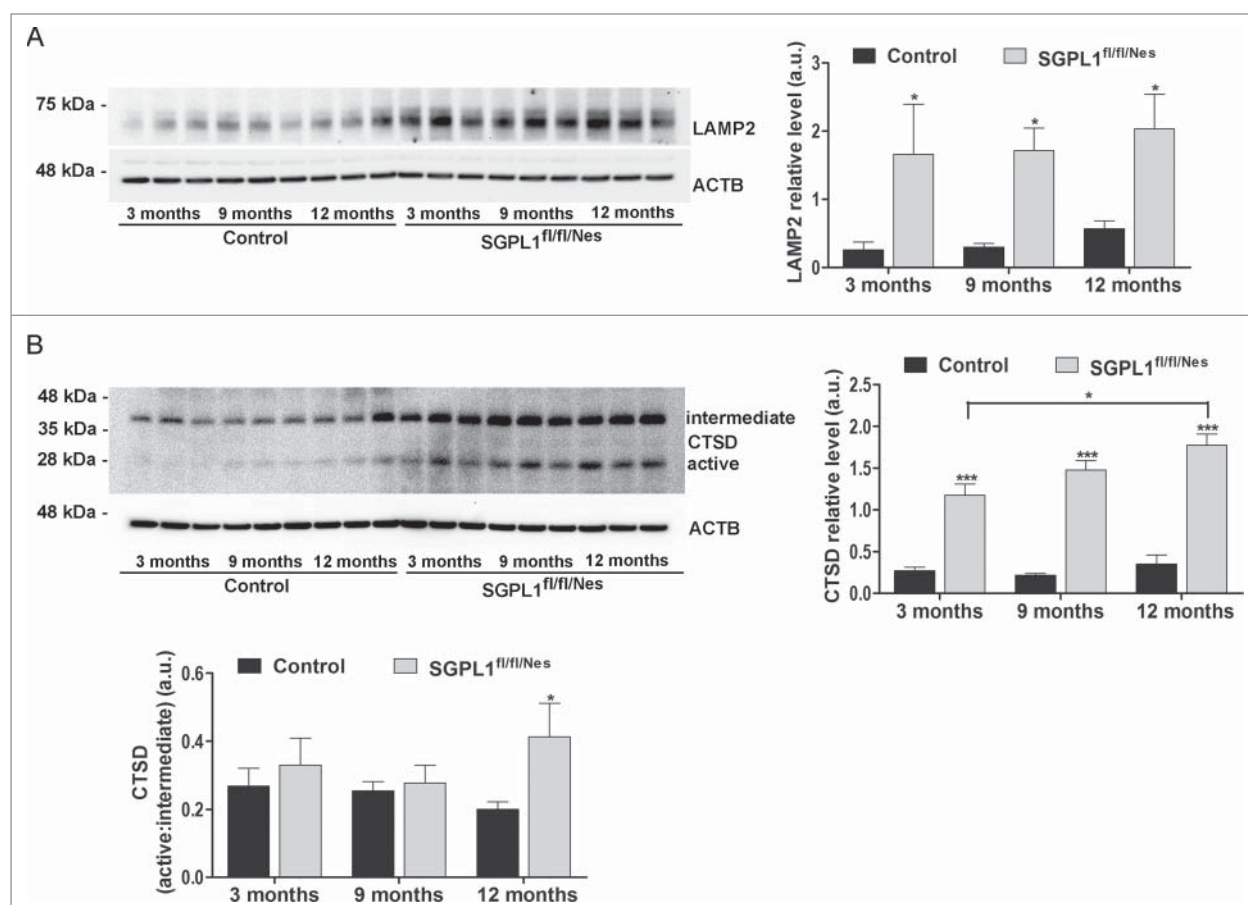 A
75 kDa -
LAMP2
48 kDa -
ACTB
3 months 9 months 12 months 3 months 9 months 12 months
Control SGPL1fl/fl/Nes
Control SGPL1fl/fl/Nes
LAMP2 relative level (a.u.)
3
2
1
0
* * *
3 months 9 months 12 months
B
48 kDa -
intermediate
35 kDa -
CTSD
28 kDa -
active
48 kDa -
ACTB
3 months 9 months 12 months 3 months 9 months 12 months
Control SGPL1fl/fl/Nes
Control SGPL1fl/fl/Nes
CTSD relative level (a.u.)
2.5
2.0
1.5
1.0
0.5
0.0
*
*** *** ***
3 months 9 months 12 months
Control SGPL1fl/fl/Nes
CTSD
(active:intermediate) (a.u.)
0.6
0.4
0.2
0.0
*
3 months 9 months 12 months